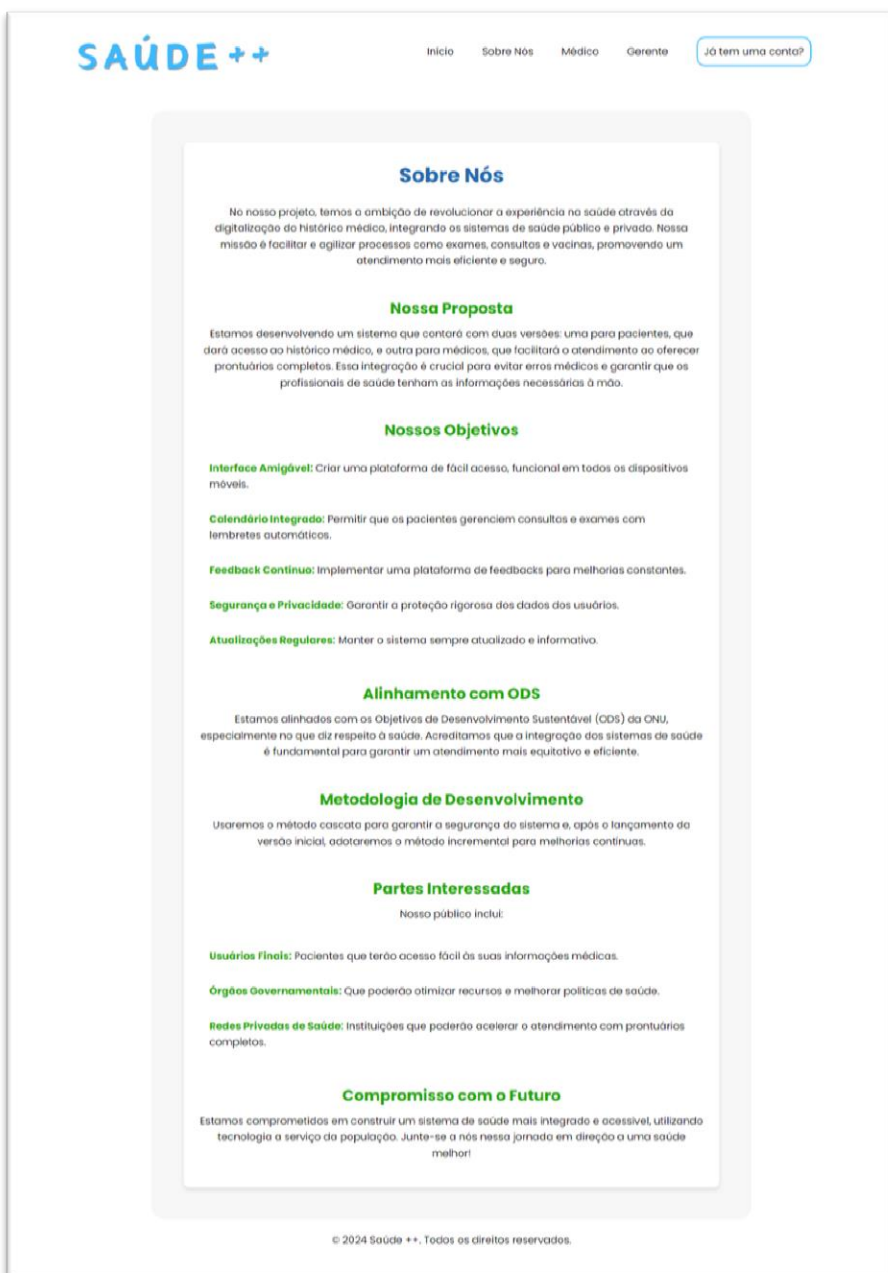 SAÚDE ++
Início Sobre Nós Médico Gerente Já tem uma conta?
Sobre Nós
No nosso projeto, temos a ambição de revolucionar a experiência na saúde através da
digitalização do histórico médico, integrando os sistemas de saúde público e privado. Nossa
missão é facilitar e agilizar processos como exames, consultas e vacinas, promovendo um
atendimento mais eficiente e seguro.
Nossa Proposta
Estamos desenvolvendo um sistema que contará com duas versões: uma para pacientes, que
dará acesso ao histórico médico, e outra para médicos, que facilitará o atendimento ao oferecer
prontuários completos. Essa integração é crucial para evitar erros médicos e garantir que os
profissionais de saúde tenham as informações necessárias à mão.
Nossos Objetivos
Interface Amigável: Criar uma plataforma de fácil acesso, funcional em todos os dispositivos
móveis.
Calendário Integrado: Permitir que os pacientes gerenciem consultas e exames com
lembretes automáticos.
Feedback Contínuo: Implementar uma plataforma de feedbacks para melhorias constantes.
Segurança e Privacidade: Garantir a proteção rigorosa dos dados dos usuários.
Atualizações Regulares: Manter o sistema sempre atualizado e informativo.
Alinhamento com ODS
Estamos alinhados com os Objetivos de Desenvolvimento Sustentável (ODS) da ONU,
especialmente no que diz respeito à saúde. Acreditamos que a integração dos sistemas de saúde
é fundamental para garantir um atendimento mais equitativo e eficiente.
Metodologia de Desenvolvimento
Usaremos o método cascata para garantir a segurança do sistema e, após o lançamento da
versão inicial, adotaremos o método incremental para melhorias contínuas.
Partes Interessadas
Nosso público inclui:
Usuários Finais: Pacientes que terão acesso fácil às suas informações médicas.
Órgãos Governamentais: Que poderão otimizar recursos e melhorar políticas de saúde.
Redes Privadas de Saúde: Instituições que poderão acelerar o atendimento com prontuários
completos.
Compromisso com o Futuro
Estamos comprometidos em construir um sistema de saúde mais integrado e acessível, utilizando
tecnologia a serviço da população. Junte-se a nós nessa jornada em direção a uma saúde
melhor!
© 2024 Saúde ++. Todos os direitos reservados.